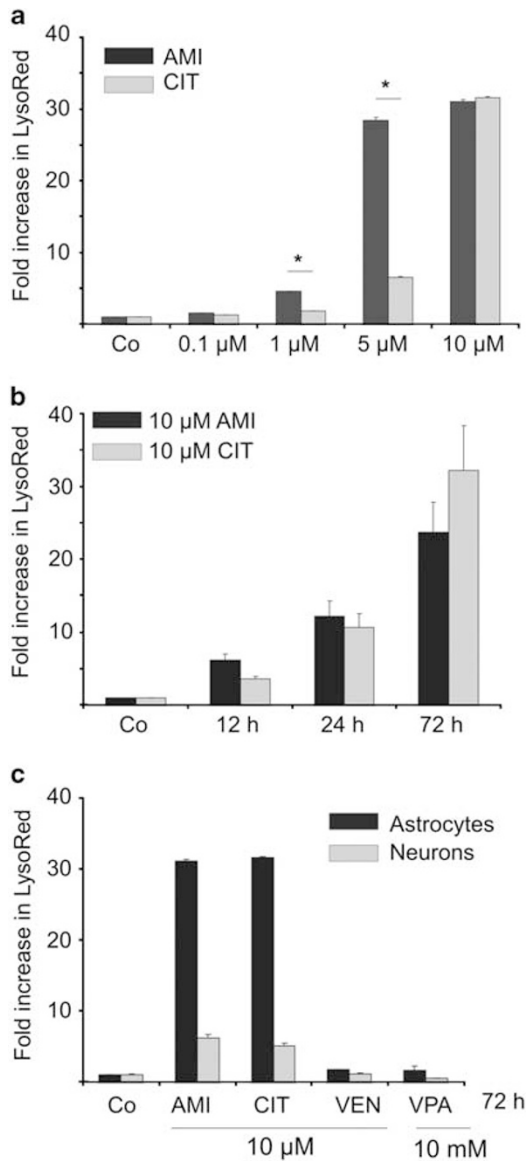 a
Fold increase in LysoRed
40
30
20
10
AMI
CIT
*
*
Co 0.1 µM 1 µM 5 µM 10 µM
b
Fold increase in LysoRed
40
30
20
10
10 µM AMI
10 µM CIT
Co 12 h 24 h 72 h
c
Fold increase in LysoRed
40
30
20
10
Astrocytes
Neurons
Co AMI CIT VEN VPA 72 h
10 µM 10 mM